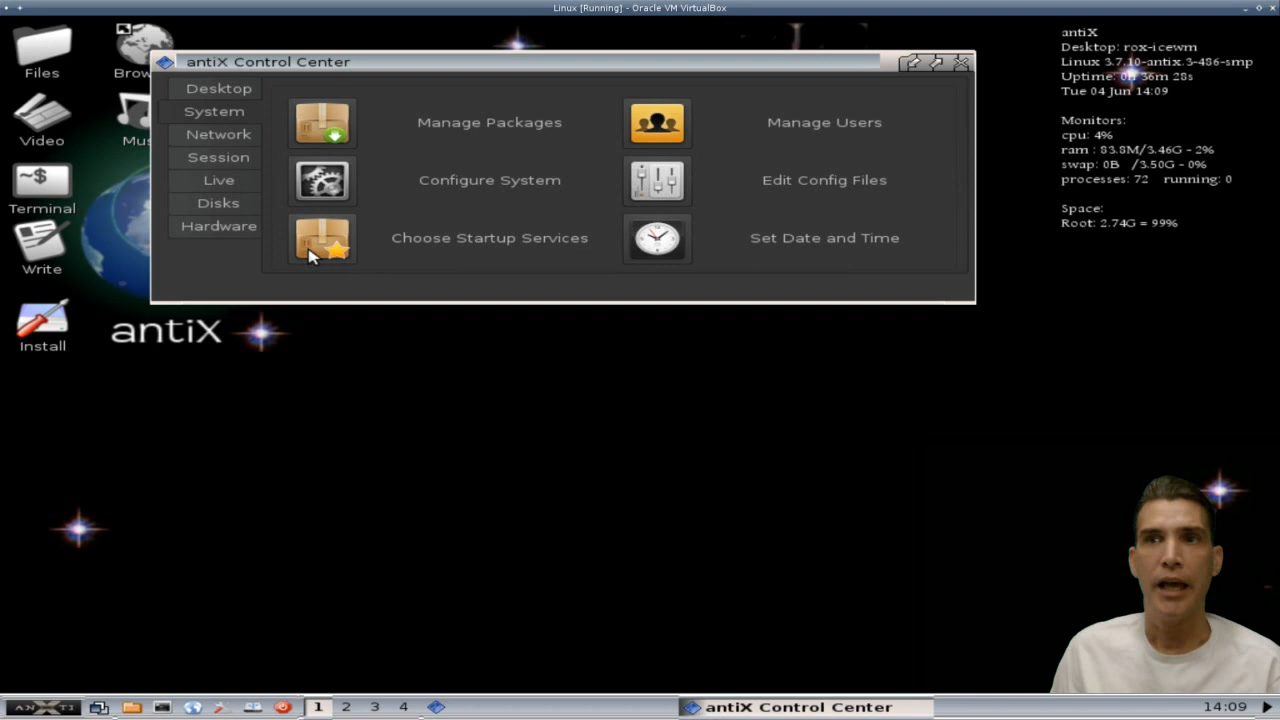 Linux [Running] - Oracle VM VirtualBox
Files
Brow
Video
Mus
~$
Terminal
Write
Install
antiX
antiX Control Center
Desktop
System
Network
Session
Live
Disks
Hardware
Manage Packages
Manage Users
Configure System
Edit Config Files
Choose Startup Services
Set Date and Time
antiX
Desktop: rox-icewm
Linux 3.7.10-antix.3-486-smp
Uptime: 0h 36m 28s
Tue 04 Jun 14:09
Monitors:
cpu: 4%
ram : 83.8M/3.46G - 2%
swap: 0B /3.50G - 0%
processes: 72 running: 0
Space:
Root: 2.74G = 99%
1 2 3 4
antiX Control Center
14:09